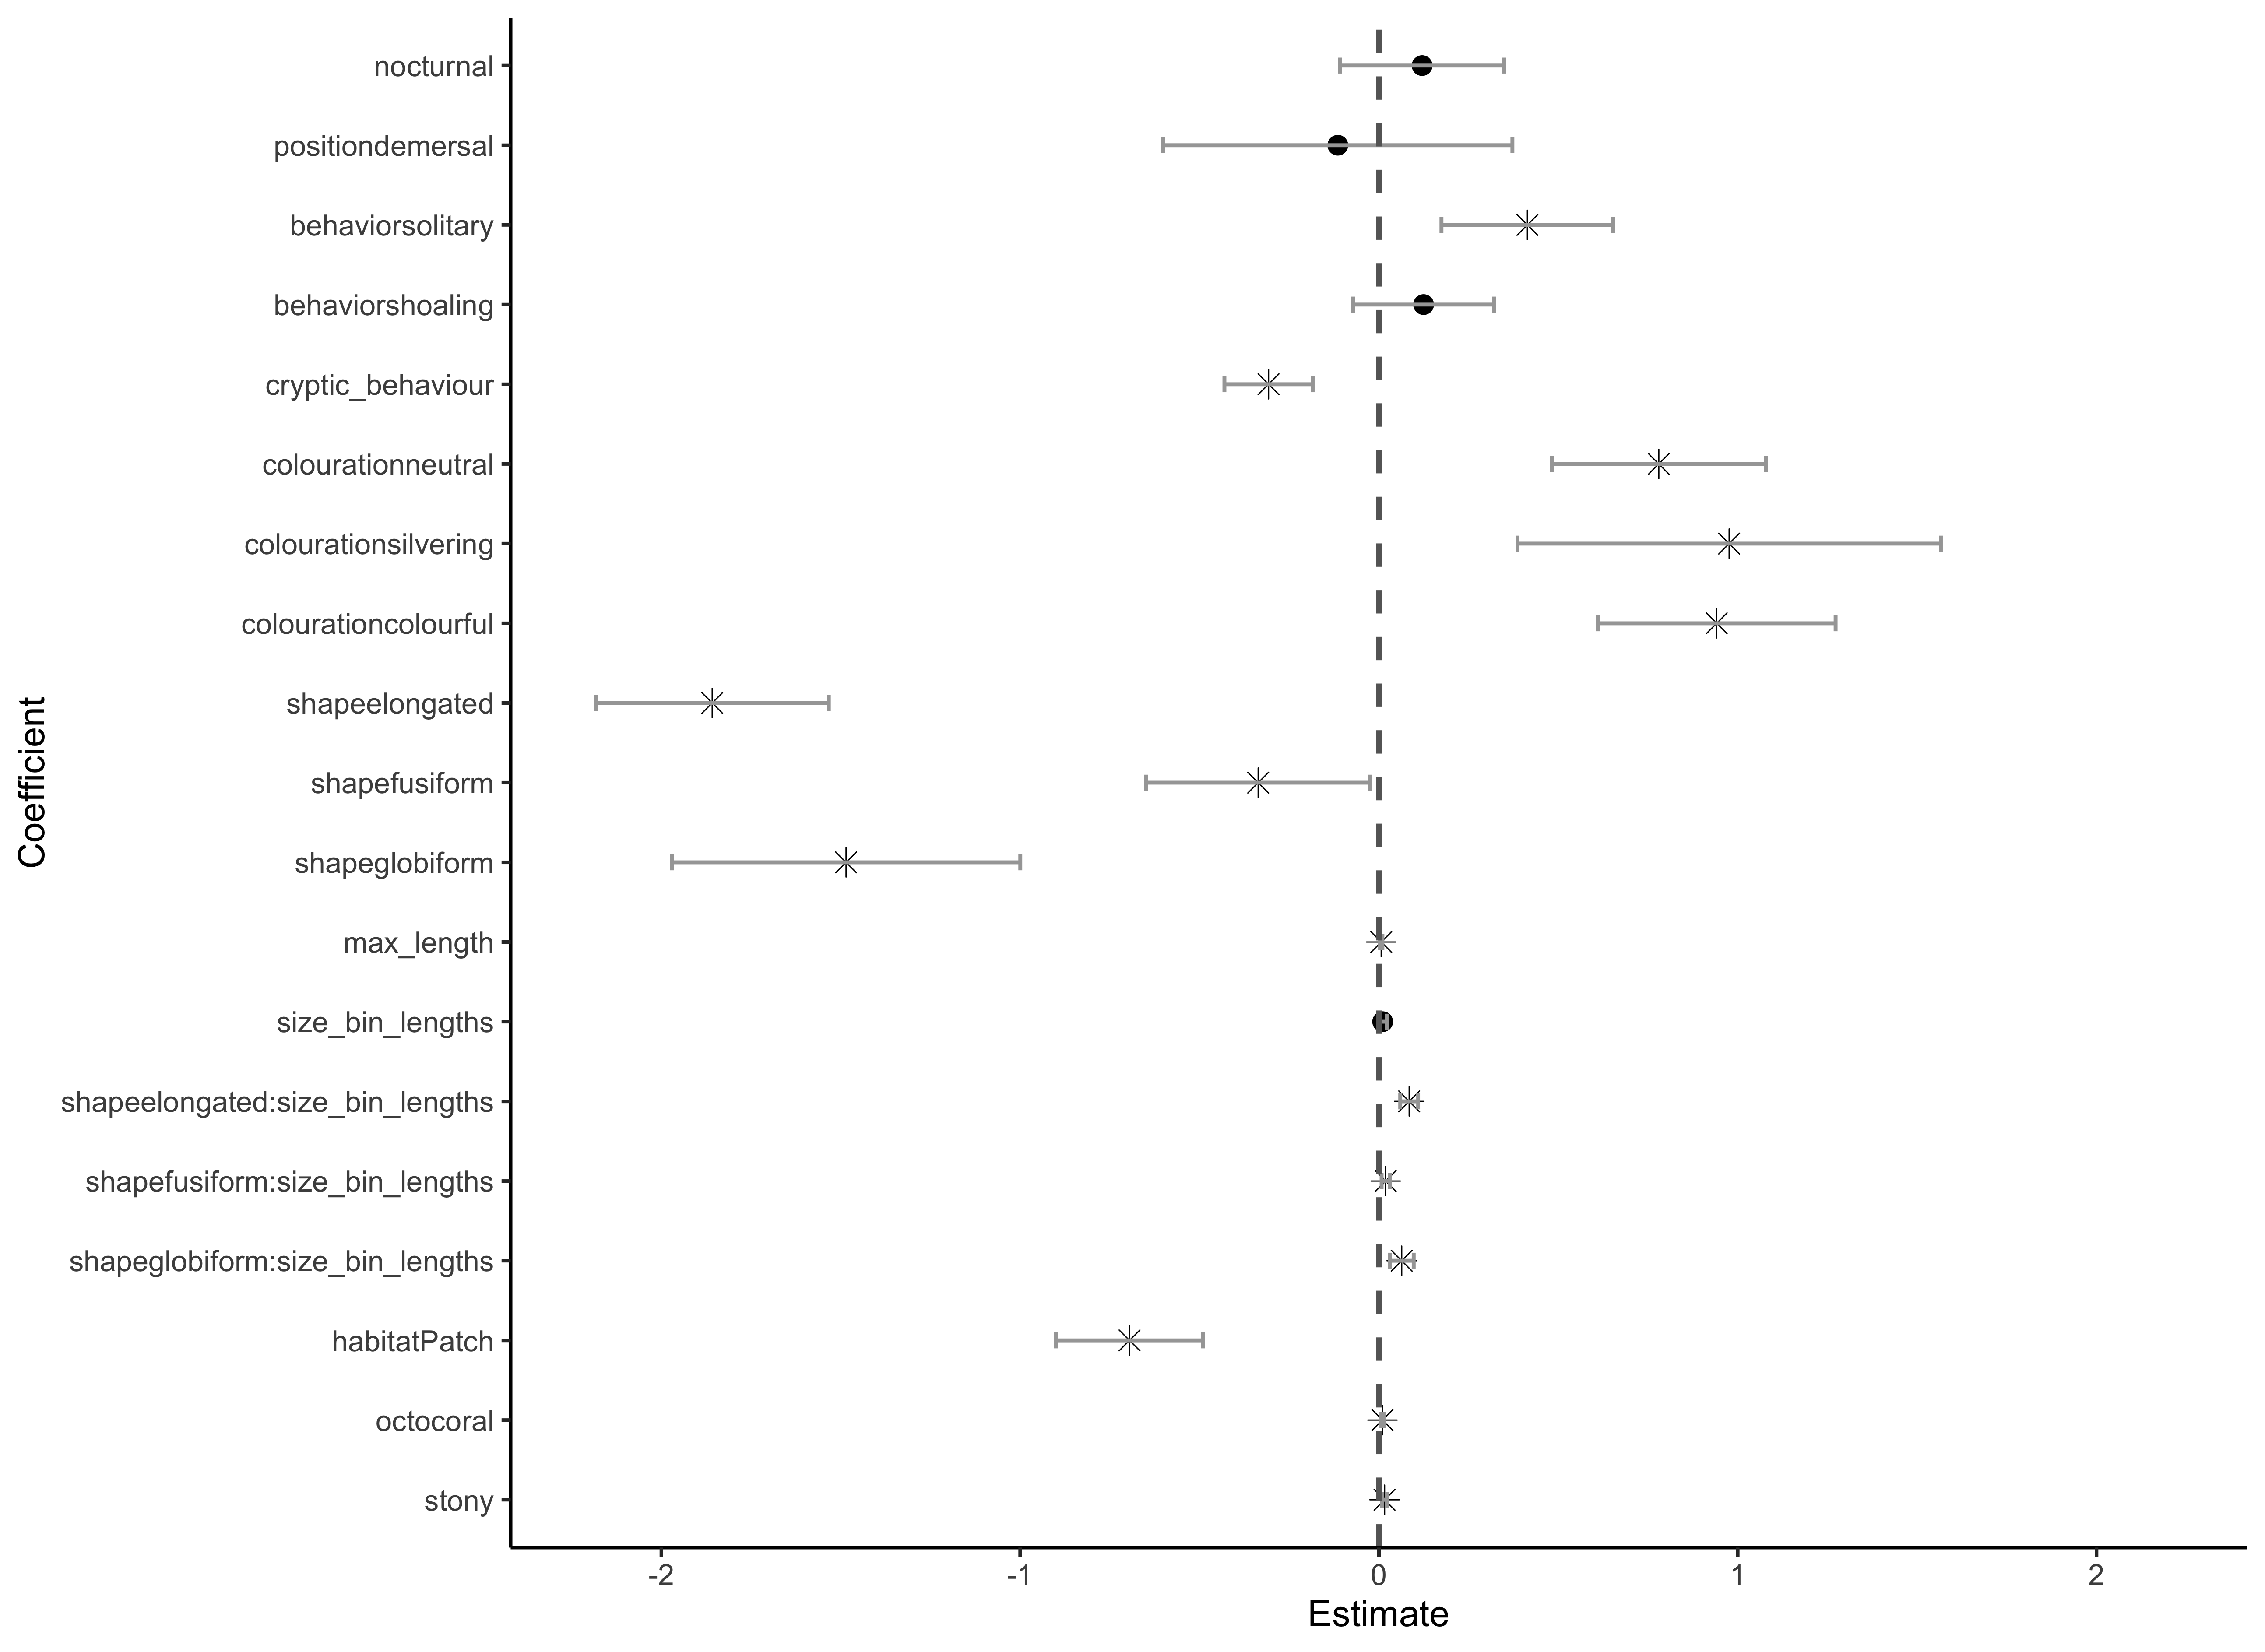 Coefficient
nocturnal
positiondemersal
behaviorsolitary
behaviorshoaling
cryptic_behaviour
colourationneutral
colourationsilvering
colourationcolourful
shapeelongated
shapefusiform
shapeglobiform
max_length
size_bin_lengths
shapeelongated:size_bin_lengths
shapefusiform:size_bin_lengths
shapeglobiform:size_bin_lengths
habitatPatch
octocoral
stony
-2 -1 0 1 2
Estimate